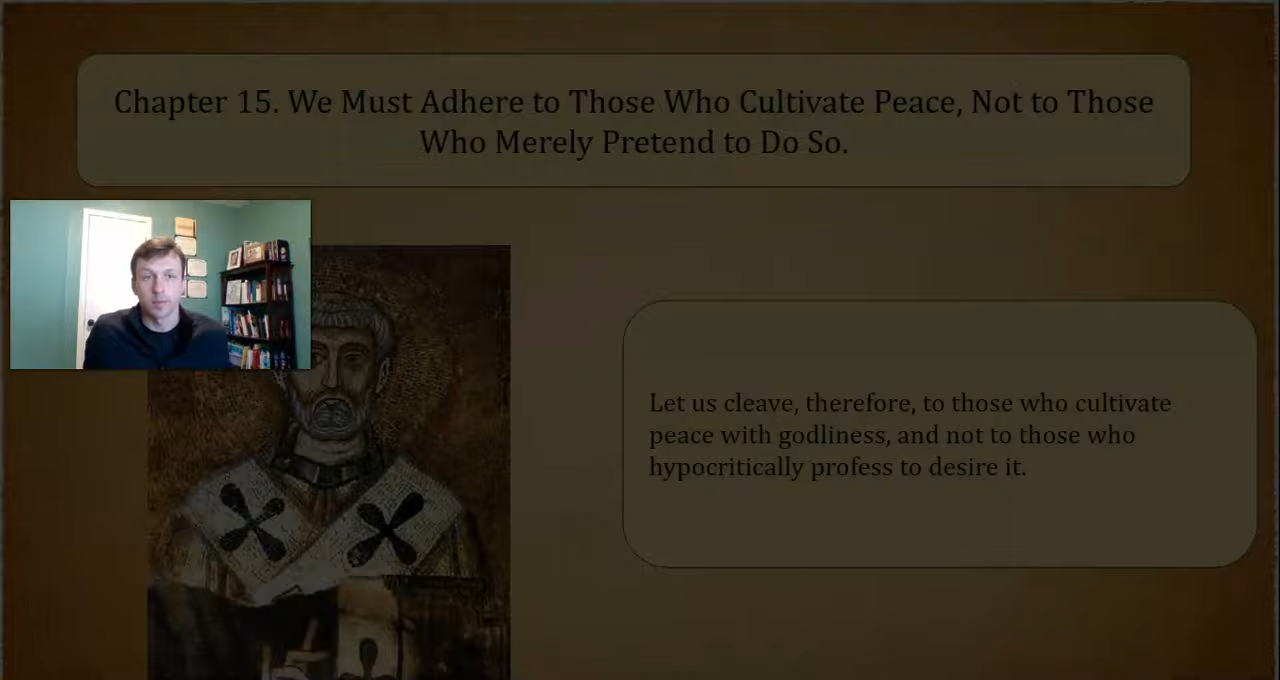 Chapter 15. We Must Adhere to Those Who Cultivate Peace, Not to Those
Who Merely Pretend to Do So.
Let us cleave, therefore, to those who cultivate
peace with godliness, and not to those who
hypocritically profess to desire it.